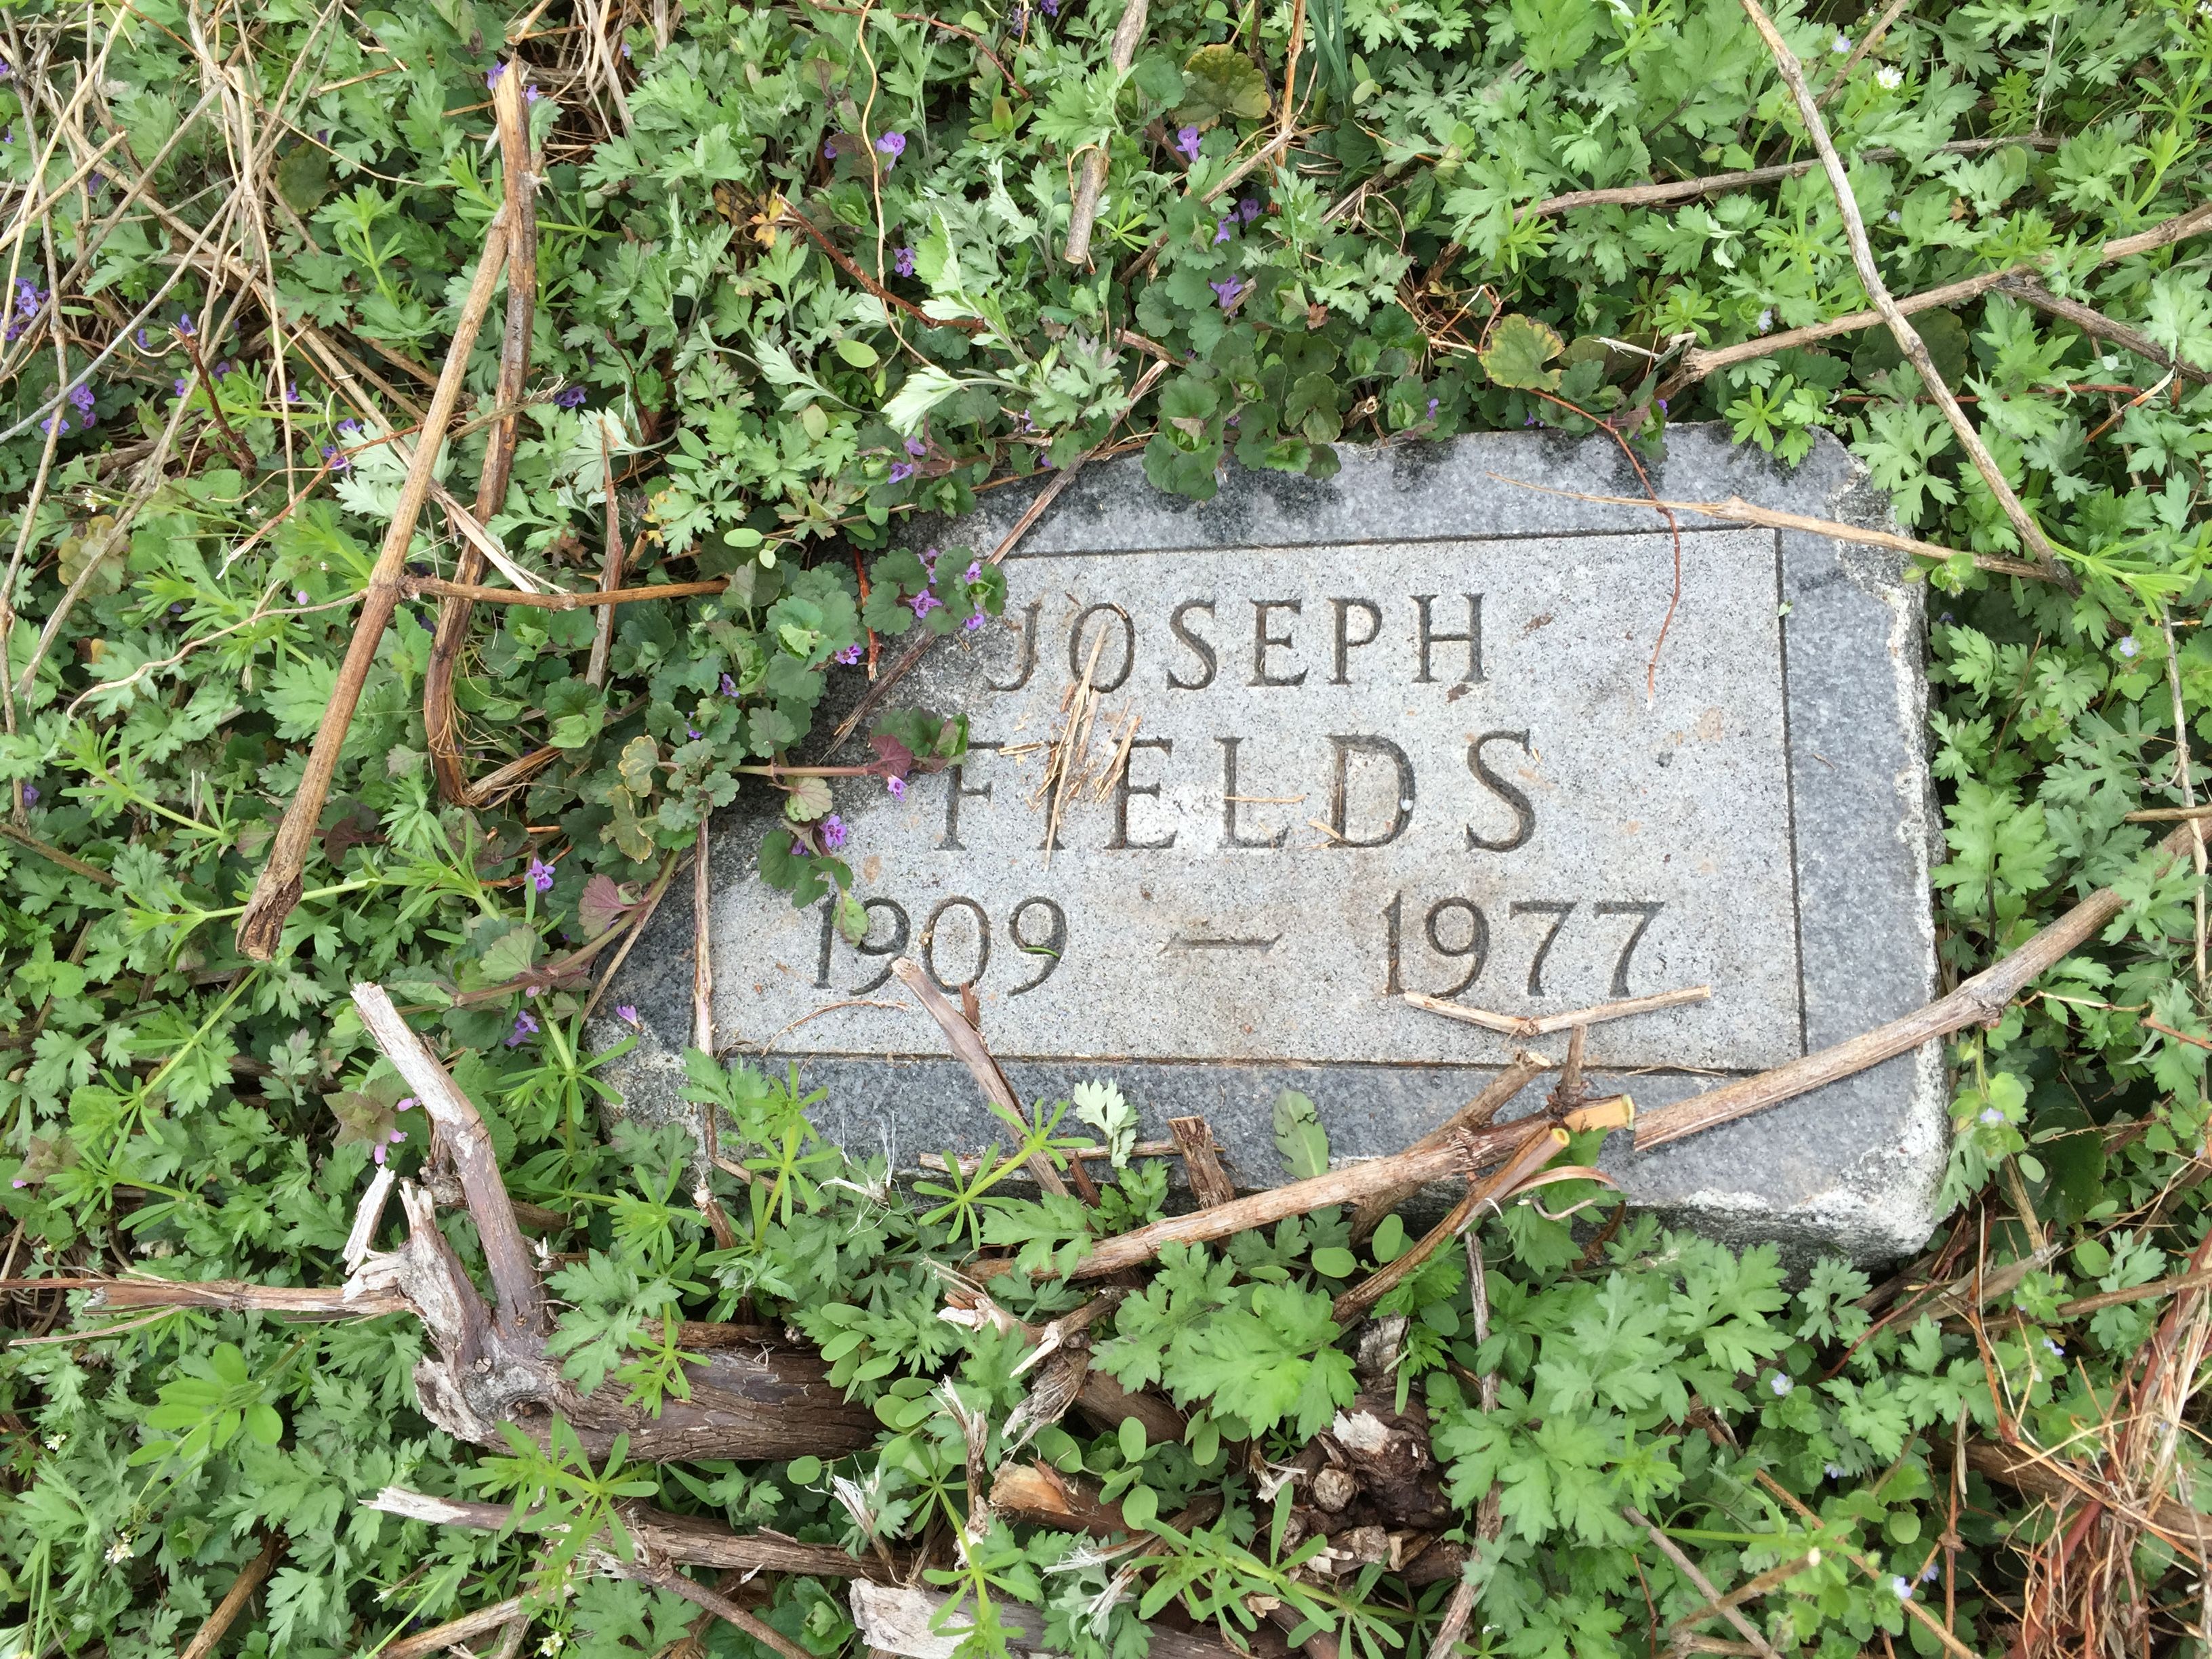 JOSEPH
FIELDS
1909 — 1977